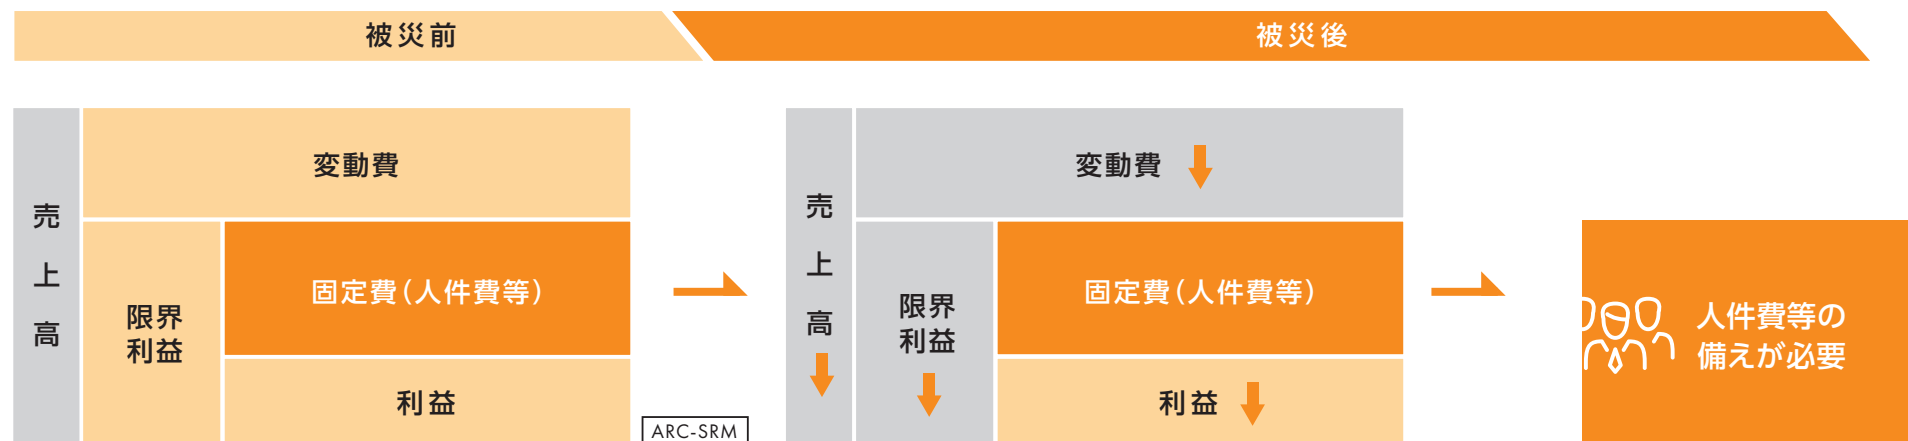 被災前
被災後
売上高
変動費
限界
利益
固定費(人件費等)
利益
ARC-SRM
売上高
変動費
限界
利益
固定費(人件費等)
利益
人件費等の
備えが必要